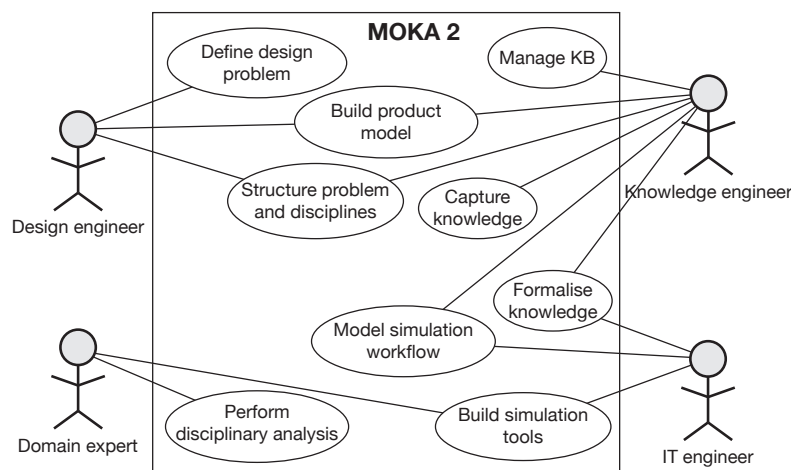 MOKA 2
Define design
problem
Manage KB
Build product
model
Structure problem
and disciplines
Capture
knowledge
Design engineer
Knowledge engineer
Formalise
knowledge
Model simulation
workflow
Perform
disciplinary analysis
Build simulation
tools
Domain expert
IT engineer